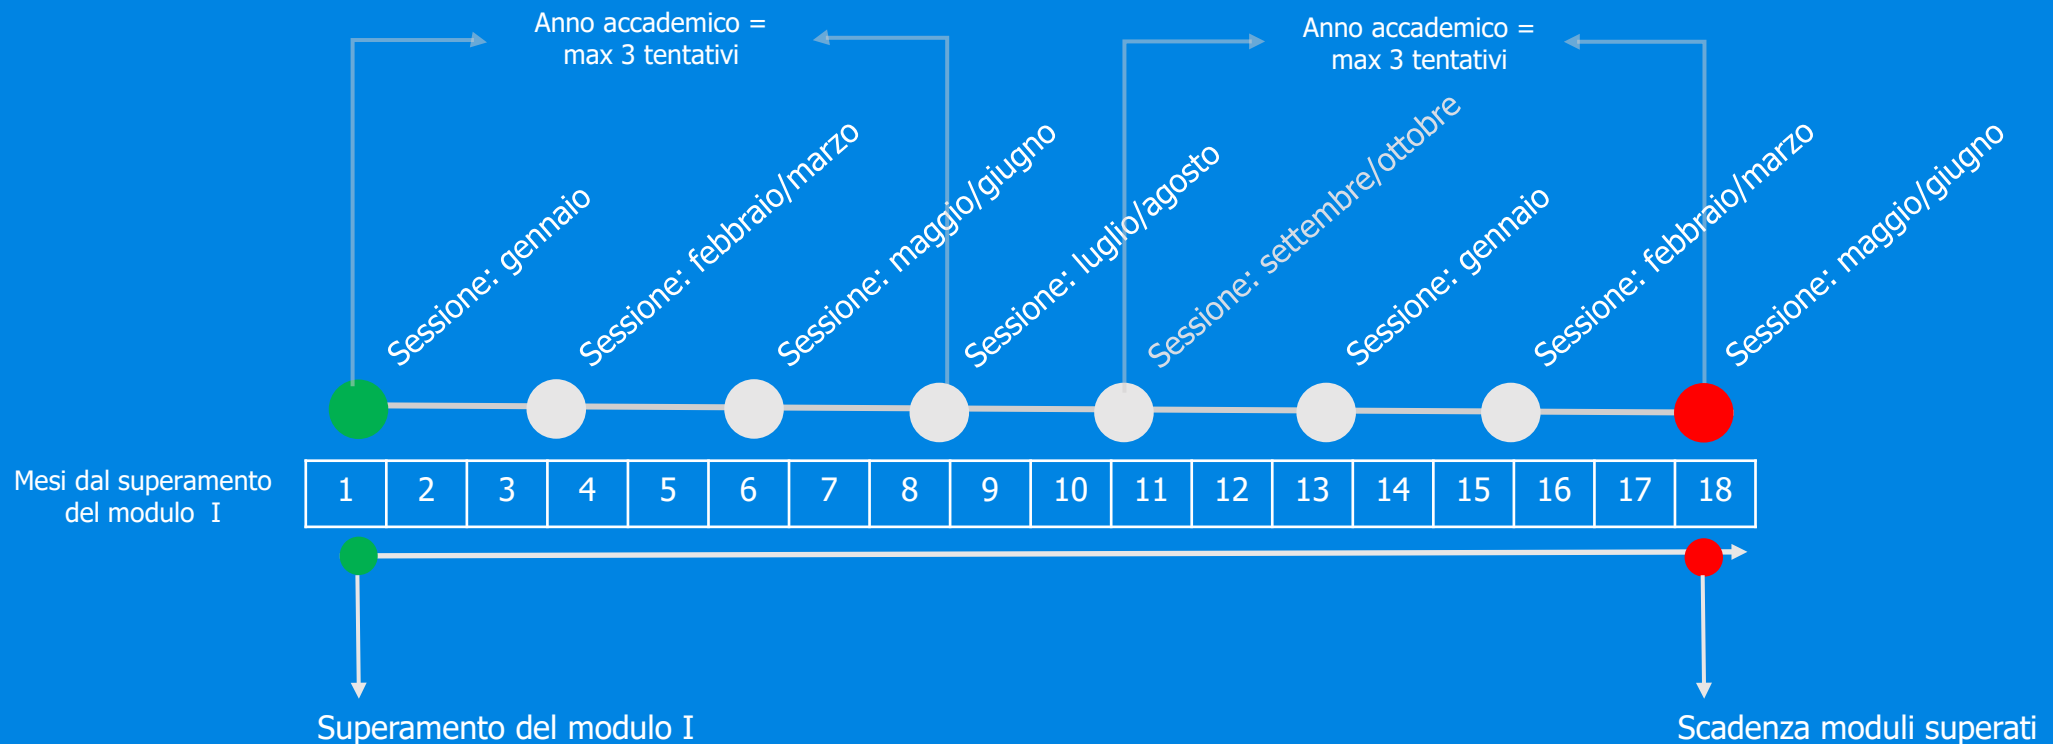 Anno accademico =
max 3 tentativi
Anno accademico =
max 3 tentativi
Sessione: gennaio
Sessione: febbraio/marzo
Sessione: maggio/giugno
Sessione: luglio/agosto
Sessione: settembre/ottobre
Sessione: gennaio
Sessione: febbraio/marzo
Sessione: maggio/giugno
Mesi dal superamento
del modulo I
1 2 3 4 5 6 7 8 9 10 11 12 13 14 15 16 17 18
Superamento del modulo I
Scadenza moduli superati